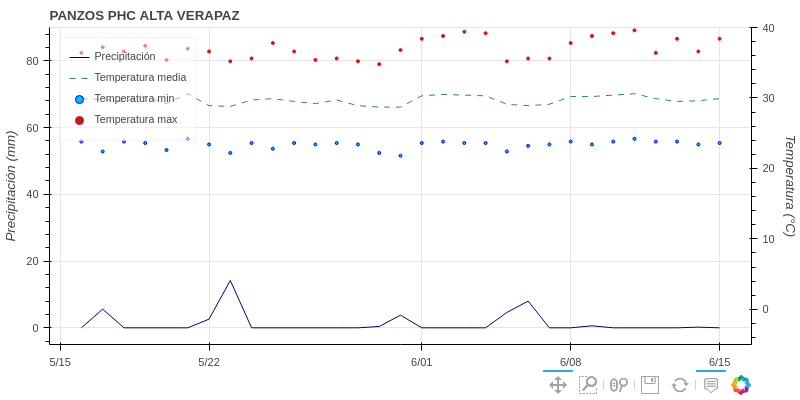 PANZOS PHC ALTA VERAPAZ
Precipitación
Temperatura media
Temperatura min
Temperatura max
Precipitación (mm)
80
60
40
20
0
Temperatura (°C)
40
30
20
10
0
5/15
5/22
6/01
6/08
6/15